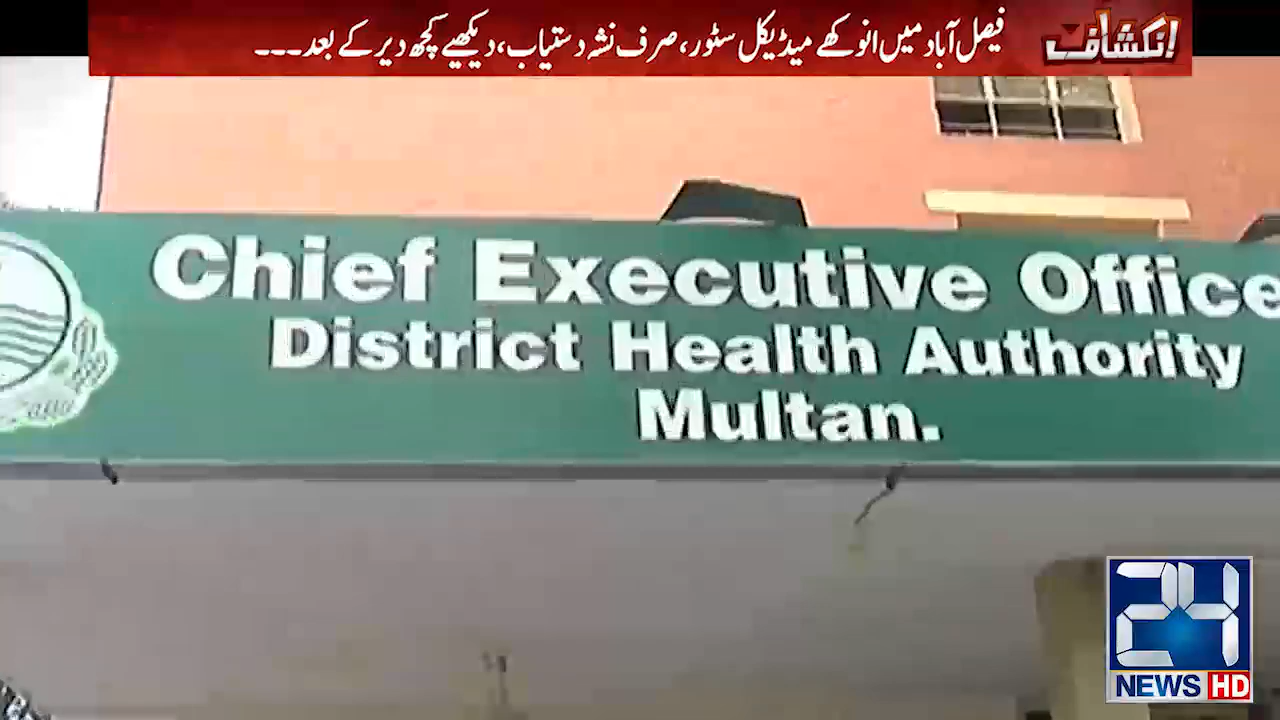 انکشاف
فیصل آباد میں انوکھے میڈیکل سٹور، صرف نشہ دستیاب، دیکھیے کچھ دیر کے بعد۔۔۔
Chief Executive Office
District Health Authority
Multan.
24
NEWS HD